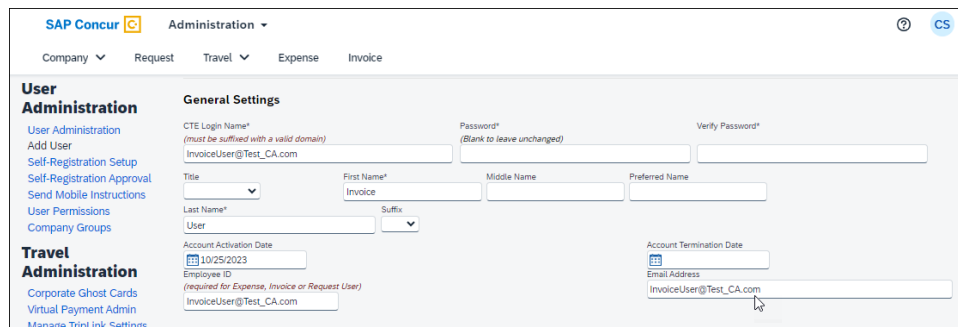 SAP Concur C Administration CS
Company Request Travel Expense Invoice
User
Administration
User Administration
Add User
Self-Registration Setup
Self-Registration Approval
Send Mobile Instructions
User Permissions
Company Groups
Travel
Administration
Corporate Ghost Cards
Virtual Payment Admin
Manage TripLink Settings
General Settings
CTE Login Name* Password* Verify Password*
(must be suffixed with a valid domain) (Blank to leave unchanged)
InvoiceUser@Test_CA.com
Title First Name* Middle Name Preferred Name
Invoice
Last Name* Suffix
User
Account Activation Date Account Termination Date
10/25/2023
Employee ID Email Address
(required for Expense, Invoice or Request User)
InvoiceUser@Test_CA.com InvoiceUser@Test_CA.com